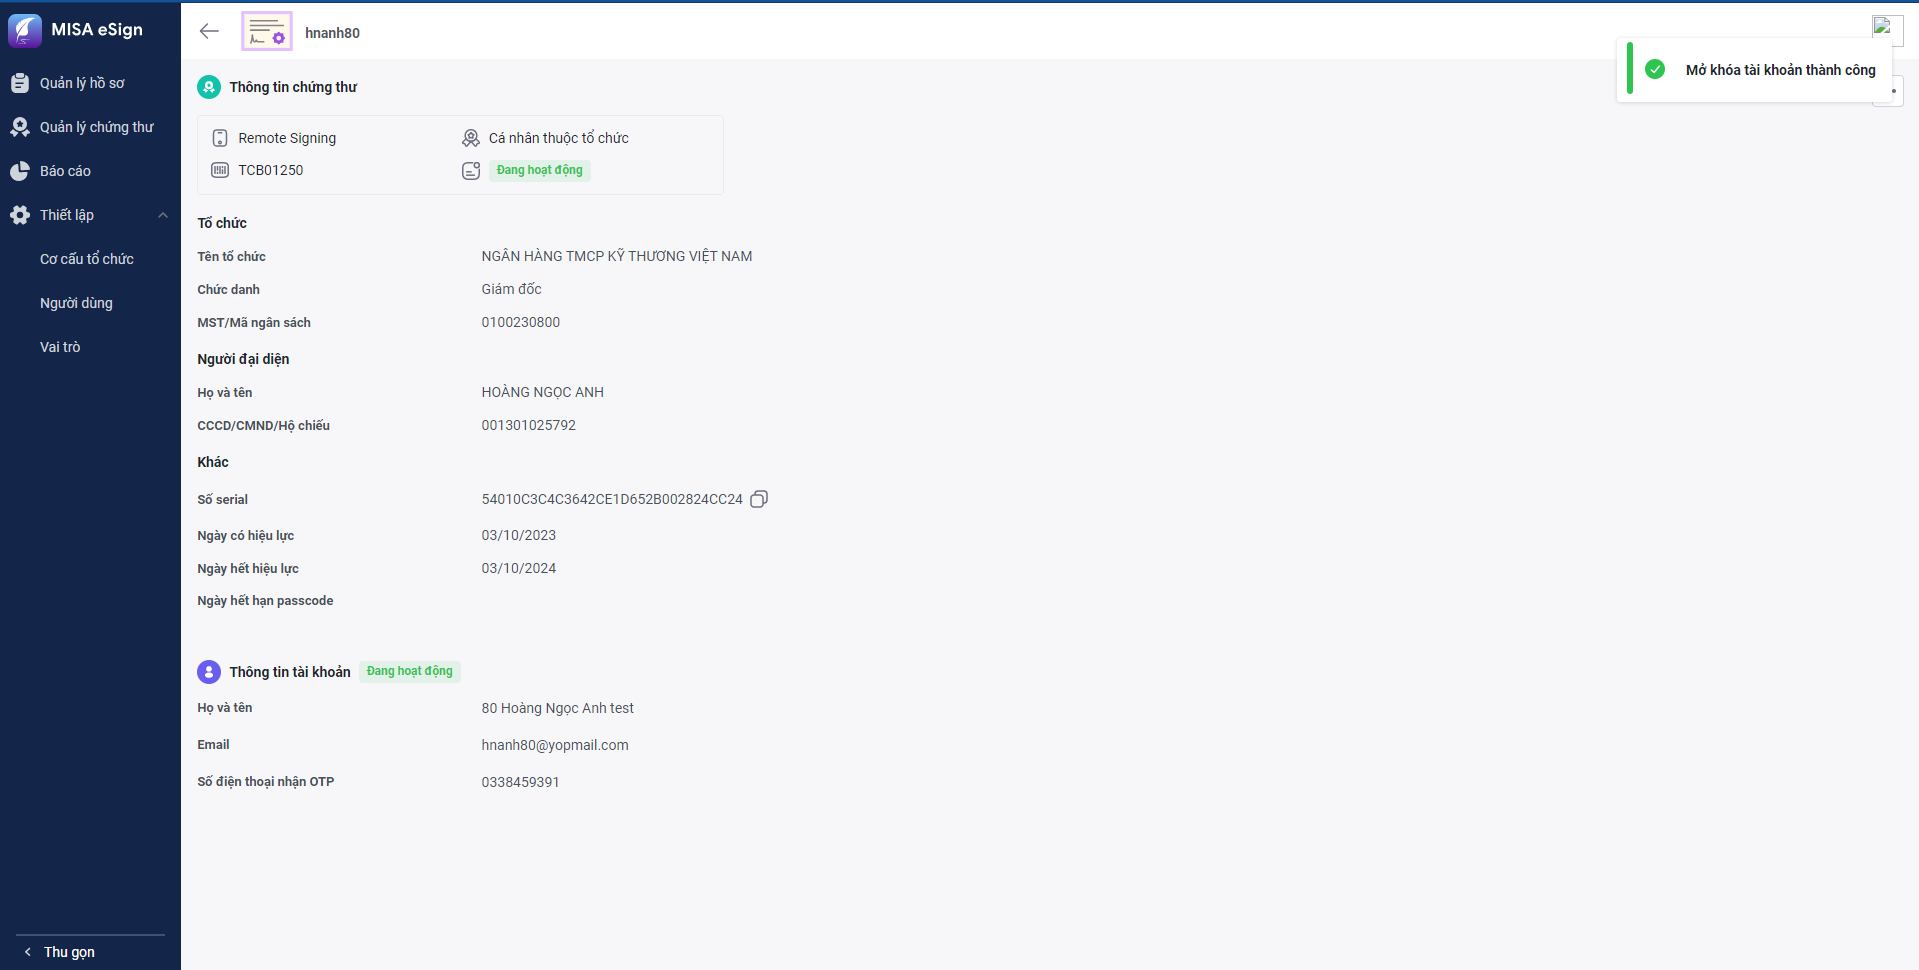 MISA eSign
Quản lý hồ sơ
Quản lý chứng thư
Báo cáo
Thiết lập
Cơ cấu tổ chức
Người dùng
Vai trò
Thu gọn
hnanh80
Mở khóa tài khoản thành công
Thông tin chứng thư
Remote Signing
Cá nhân thuộc tổ chức
TCB01250
Đang hoạt động
Tổ chức
Tên tổ chức NGÂN HÀNG TMCP KỸ THƯƠNG VIỆT NAM
Chức danh Giám đốc
MST/Mã ngân sách 0100230800
Người đại diện
Họ và tên HOÀNG NGỌC ANH
CCCD/CMND/Hộ chiếu 001301025792
Khác
Số serial 54010C3C4C3642CE1D652B002824CC24
Ngày có hiệu lực 03/10/2023
Ngày hết hiệu lực 03/10/2024
Ngày hết hạn passcode
Thông tin tài khoản Đang hoạt động
Họ và tên 80 Hoàng Ngọc Anh test
Email hnanh80@yopmail.com
Số điện thoại nhận OTP 0338459391